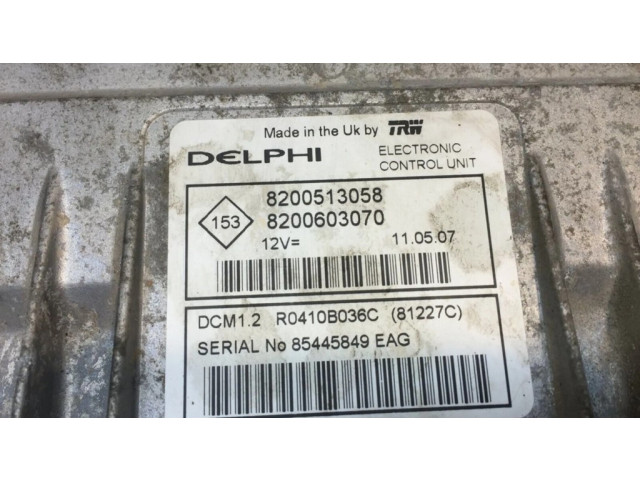 Made in the Uk by TRW
DELPHI ELECTRONIC
CONTROL UNIT
8200513058
153 8200603070
12V= 11.05.07
DCM1.2 R0410B036C (81227C)
SERIAL No 85445849 EAG